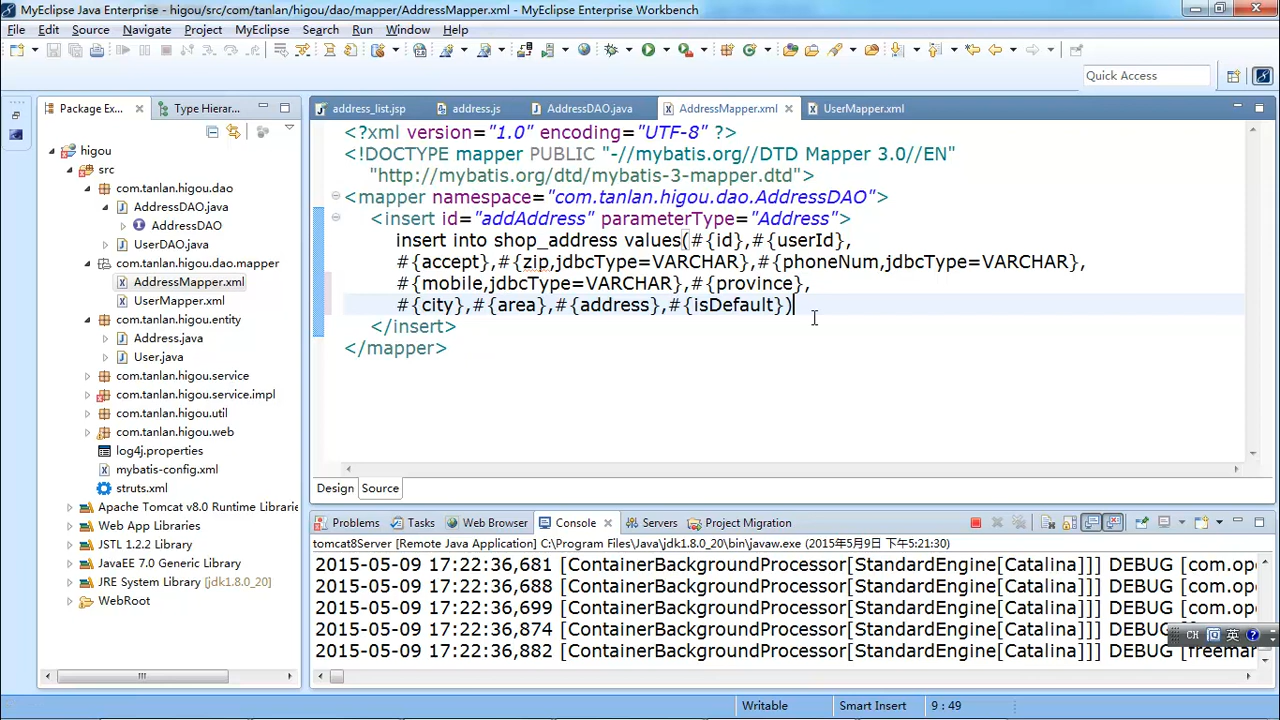 MyEclipse Java Enterprise - higou/src/com/tanlan/higou/dao/mapper/AddressMapper.xml - MyEclipse Enterprise Workbench
File Edit Source Navigate Project MyEclipse Search Run Window Help
Quick Access
Package Ex... Type Hierar...
address_list.jsp address.js AddressDAO.java AddressMapper.xml UserMapper.xml
higou
src
com.tanlan.higou.dao
AddressDAO.java
AddressDAO
UserDAO.java
com.tanlan.higou.dao.mapper
AddressMapper.xml
UserMapper.xml
com.tanlan.higou.entity
Address.java
User.java
com.tanlan.higou.service
com.tanlan.higou.service.impl
com.tanlan.higou.util
com.tanlan.higou.web
log4j.properties
mybatis-config.xml
struts.xml
Apache Tomcat v8.0 Runtime Librarie
Web App Libraries
JSTL 1.2.2 Library
JavaEE 7.0 Generic Library
JRE System Library [jdk1.8.0_20]
WebRoot
<?xml version="1.0" encoding="UTF-8" ?>
<!DOCTYPE mapper PUBLIC "-//mybatis.org//DTD Mapper 3.0//EN"
"http://mybatis.org/dtd/mybatis-3-mapper.dtd">
<mapper namespace="com.tanlan.higou.dao.AddressDAO">
<insert id="addAddress" parameterType="Address">
insert into shop_address values(#{id},#{userId},
#{accept},#{zip,jdbcType=VARCHAR},#{phoneNum,jdbcType=VARCHAR},
#{mobile,jdbcType=VARCHAR},#{province},
#{city},#{area},#{address},#{isDefault})
</insert>
</mapper>
Design Source
Problems Tasks Web Browser Console Servers Project Migration
tomcat8Server [Remote Java Application] C:\Program Files\Java\jdk1.8.0_20\bin\javaw.exe (2015年5月9日 下午5:21:30)
2015-05-09 17:22:36,681 [ContainerBackgroundProcessor[StandardEngine[Catalina]]] DEBUG [com.ope
2015-05-09 17:22:36,688 [ContainerBackgroundProcessor[StandardEngine[Catalina]]] DEBUG [com.ope
2015-05-09 17:22:36,699 [ContainerBackgroundProcessor[StandardEngine[Catalina]]] DEBUG [com.ope
2015-05-09 17:22:36,874 [ContainerBackgroundProcessor[StandardEngine[Catalina]]] DEBUG
2015-05-09 17:22:36,882 [ContainerBackgroundProcessor[StandardEngine[Catalina]]] DEBUG [freemar
CH 英
Writable Smart Insert 9 : 49